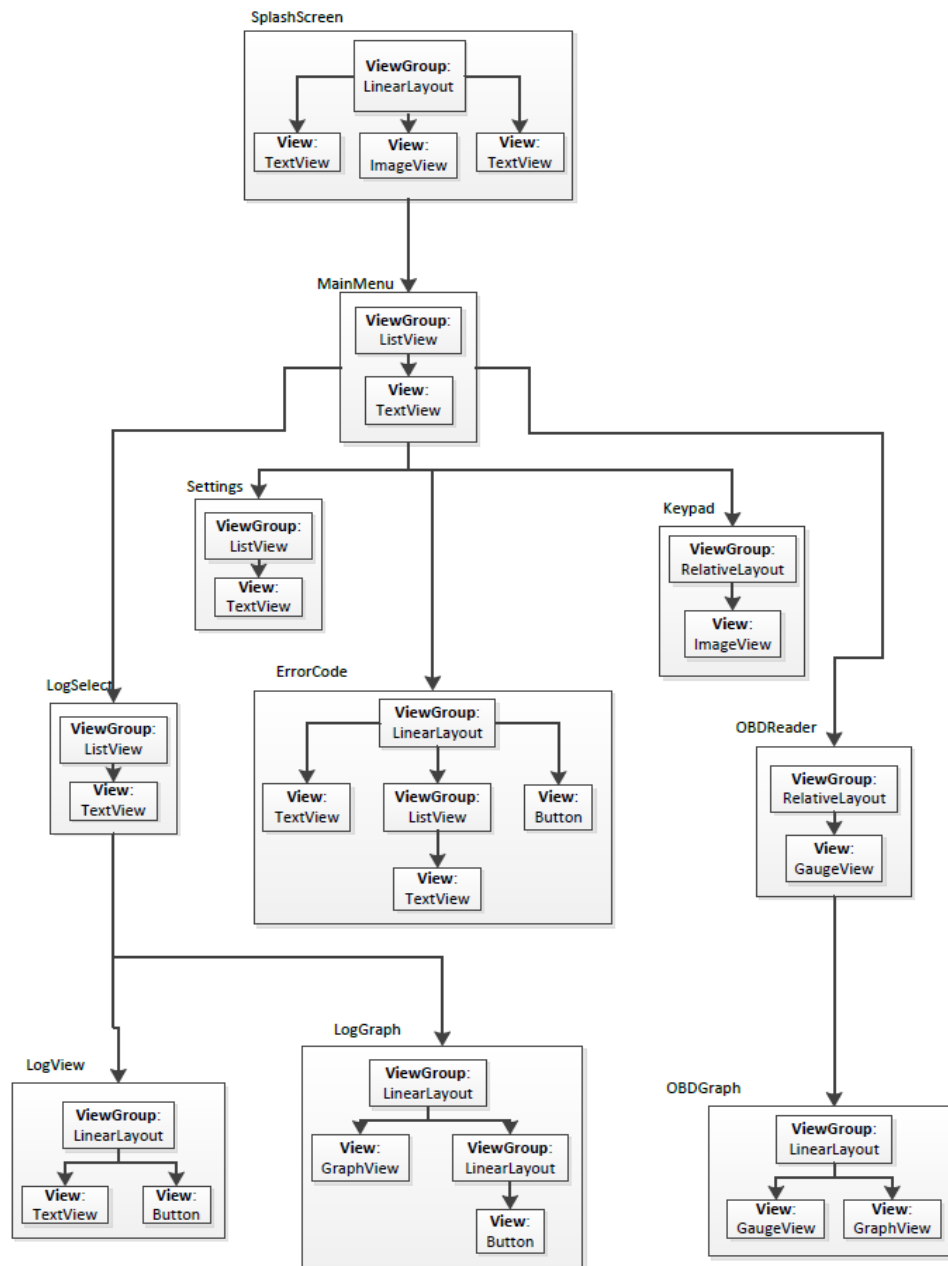 SplashScreen
ViewGroup:
LinearLayout
View:
TextView
View:
ImageView
View:
TextView
MainMenu
ViewGroup:
ListView
View:
TextView
Settings
ViewGroup:
ListView
View:
TextView
Keypad
ViewGroup:
RelativeLayout
View:
ImageView
LogSelect
ViewGroup:
ListView
View:
TextView
ErrorCode
ViewGroup:
LinearLayout
View:
TextView
ViewGroup:
ListView
View:
Button
View:
TextView
OBDReader
ViewGroup:
RelativeLayout
View:
GaugeView
LogView
ViewGroup:
LinearLayout
View:
TextView
View:
Button
LogGraph
ViewGroup:
LinearLayout
View:
GraphView
ViewGroup:
LinearLayout
View:
Button
OBDGraph
ViewGroup:
LinearLayout
View:
GaugeView
View:
GraphView